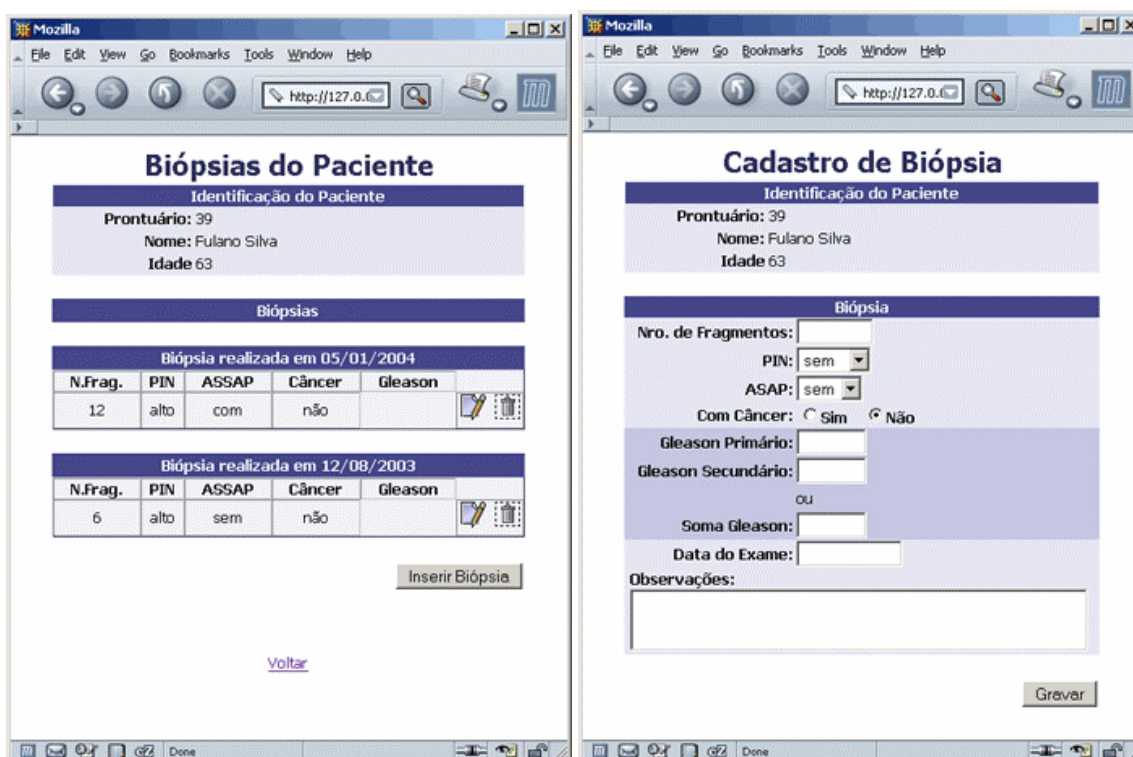 Mozilla
File Edit View Go Bookmarks Tools Window Help
http://127.0.0
Biópsias do Paciente
Identificação do Paciente
Prontuário: 39
Nome: Fulano Silva
Idade 63
Biópsias
Biópsia realizada em 05/01/2004
N.Frag. PIN ASSAP Câncer Gleason
12 alto com não
Biópsia realizada em 12/08/2003
N.Frag. PIN ASSAP Câncer Gleason
6 alto sem não
Inserir Biópsia
Voltar
Done
Mozilla
File Edit View Go Bookmarks Tools Window Help
http://127.0.0
Cadastro de Biópsia
Identificação do Paciente
Prontuário: 39
Nome: Fulano Silva
Idade 63
Biópsia
Nro. de Fragmentos:
PIN: sem
ASAP: sem
Com Câncer: Sim Não
Gleason Primário:
Gleason Secundário:
ou
Soma Gleason:
Data do Exame:
Observações:
Gravar
Done